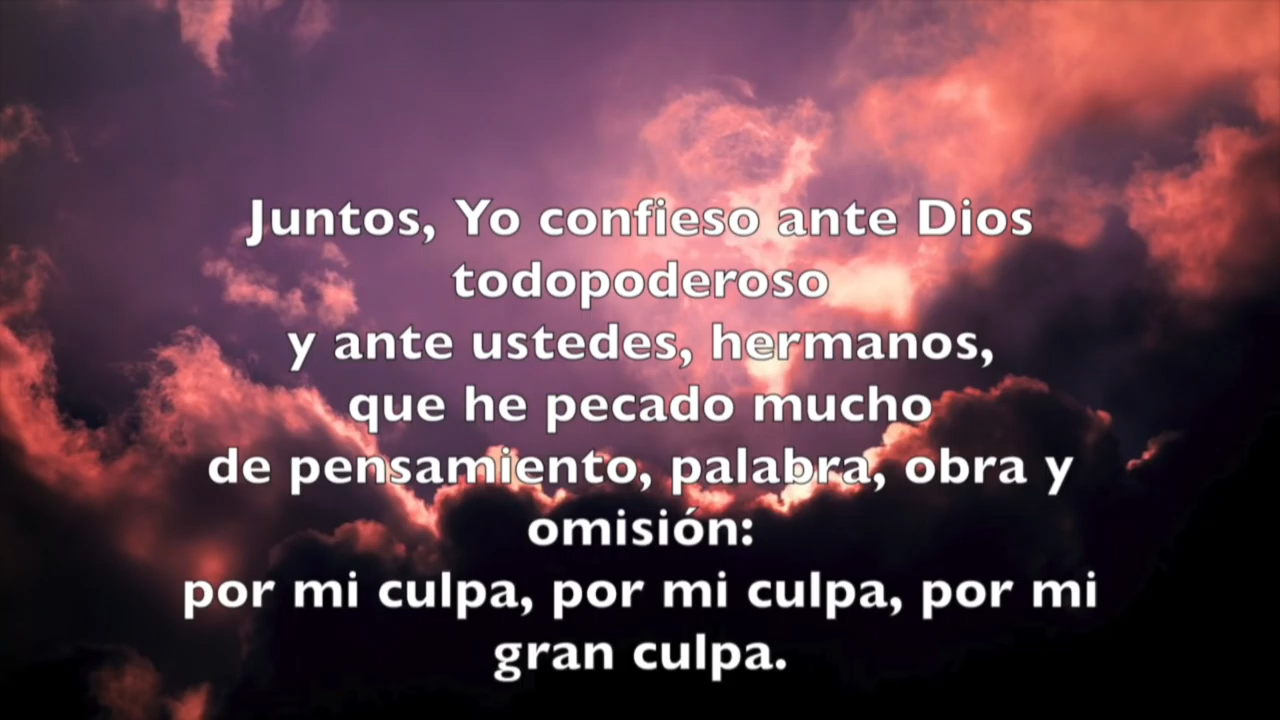 Juntos, Yo confieso ante Dios
todopoderoso
y ante ustedes, hermanos,
que he pecado mucho
de pensamiento, palabra, obra y
omisión:
por mi culpa, por mi culpa, por mi
gran culpa.